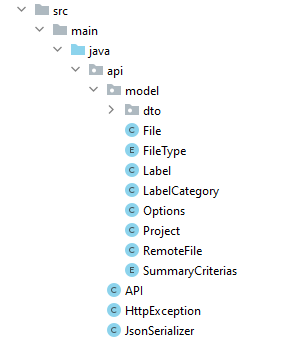 src
main
java
api
model
dto
File
FileType
Label
LabelCategory
Options
Project
RemoteFile
SummaryCriterias
API
HttpException
JsonSerializer